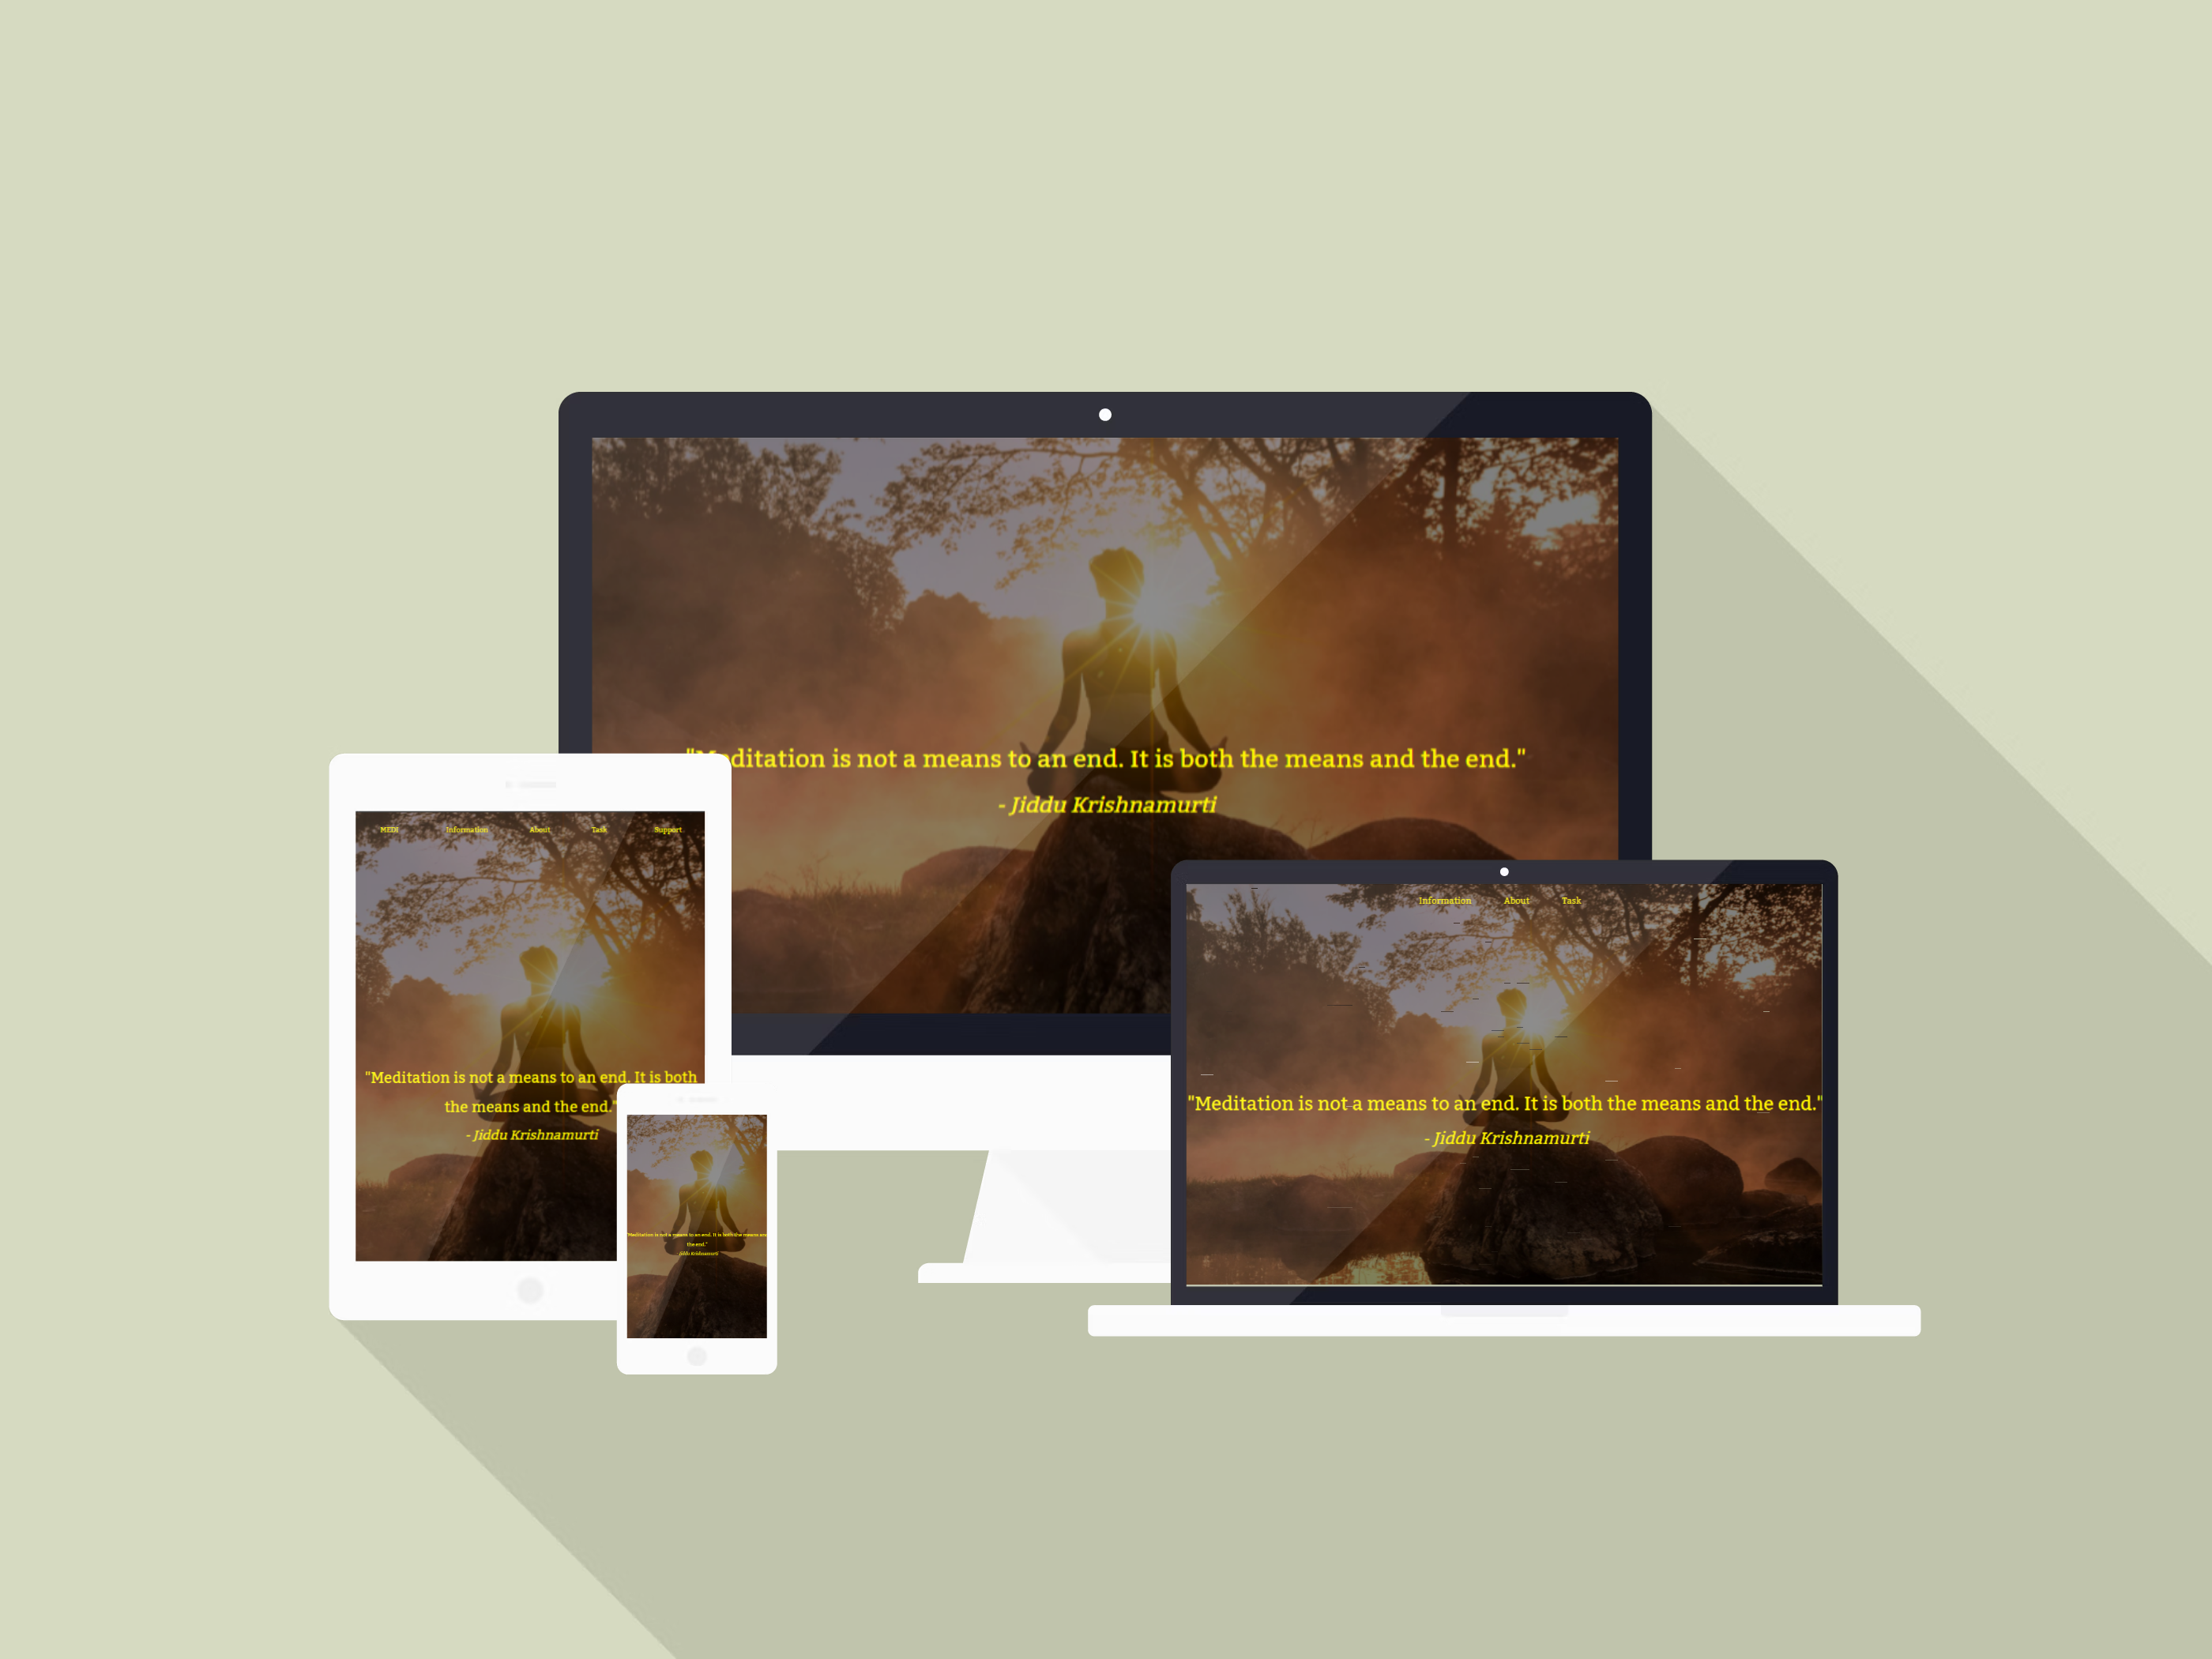 "Meditation is not a means to an end. It is both the means and the end."
- Jiddu Krishnamurti
MEDI Information About Task Support
"Meditation is not a means to an end. It is both
the means and the end."
- Jiddu Krishnamurti
"Meditation is not a means to an end. It is both the means and
the end."
- Jiddu Krishnamurti
Information About Task
"Meditation is not a means to an end. It is both the means and the end."
- Jiddu Krishnamurti